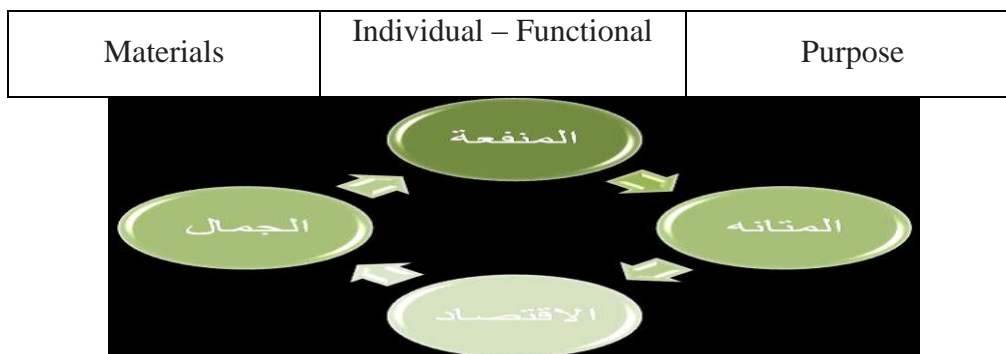 Materials
Individual – Functional
Purpose
المنفعة
الجمال
المتانه
الاقتصاد